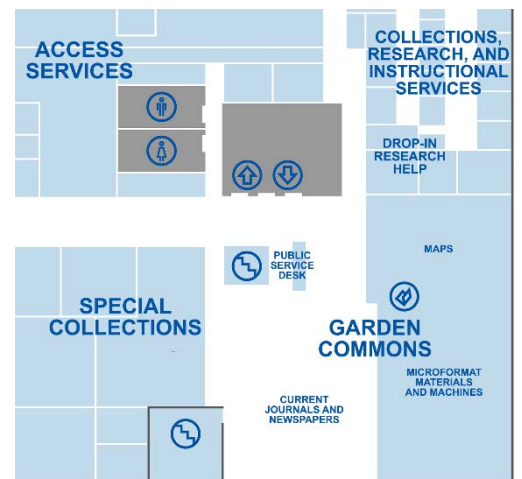 ACCESS
SERVICES
COLLECTIONS,
RESEARCH, AND
INSTRUCTIONAL
SERVICES
DROP-IN
RESEARCH
HELP
MAPS
PUBLIC
SERVICE
DESK
SPECIAL
COLLECTIONS
GARDEN
COMMONS
MICROFORMAT
MATERIALS
AND MACHINES
CURRENT
JOURNALS AND
NEWSPAPERS